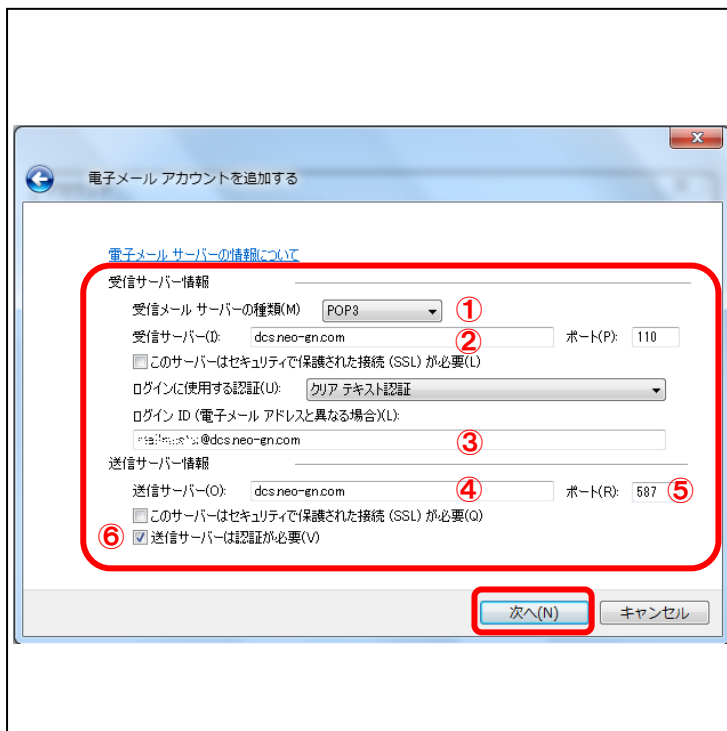 電子メール アカウントを追加する
電子メール サーバーの情報について
受信サーバー情報
受信メール サーバーの種類(M) POP3 ①
受信サーバー(I): dcs.neo-gn.com ② ポート(P): 110
このサーバーはセキュリティで保護された接続 (SSL) が必要(L)
ログインに使用する認証(U): クリア テキスト認証
ログイン ID (電子メール アドレスと異なる場合)(L):
@dcs.neo-gn.com ③
送信サーバー情報
送信サーバー(O): dcs.neo-gn.com ④ ポート(R): 587 ⑤
このサーバーはセキュリティで保護された接続 (SSL) が必要(Q)
⑥ 送信サーバーは認証が必要(V)
次へ(N) キャンセル